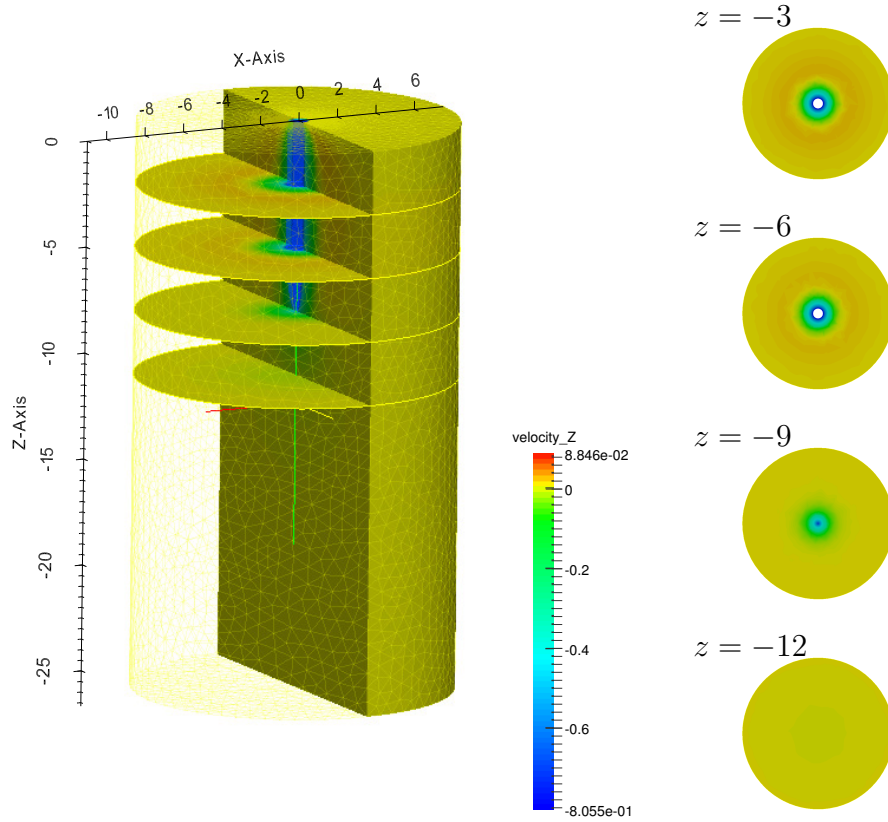 X-Axis
-10 -8 -6 -4 -2 0 2 4 6
0
-5
-10
-15
-20
-25
Z-Axis
velocity_Z
8.846e-02
0
-0.2
-0.4
-0.6
-8.055e-01
z = −3
z = −6
z = −9
z = −12